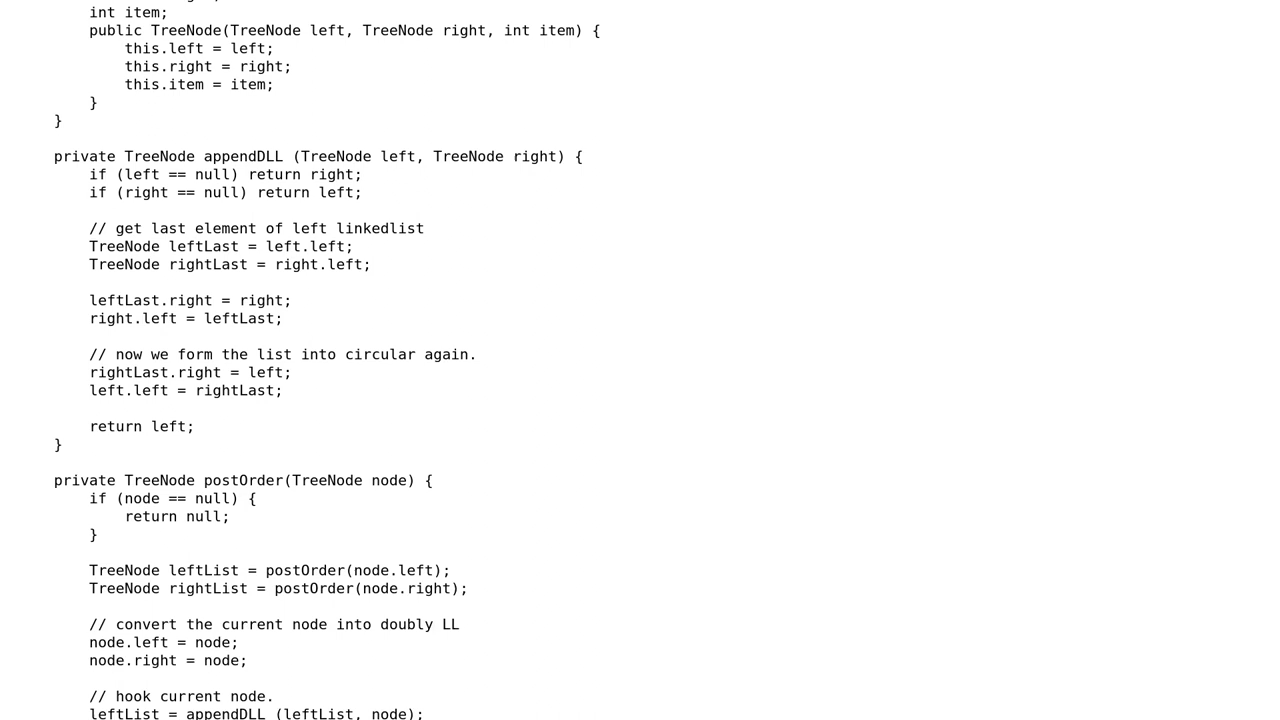 int item;
public TreeNode(TreeNode left, TreeNode right, int item) {
this.left = left;
this.right = right;
this.item = item;
}
}
private TreeNode appendDLL (TreeNode left, TreeNode right) {
if (left == null) return right;
if (right == null) return left;
// get last element of left linkedlist
TreeNode leftLast = left.left;
TreeNode rightLast = right.left;
leftLast.right = right;
right.left = leftLast;
// now we form the list into circular again.
rightLast.right = left;
left.left = rightLast;
return left;
}
private TreeNode postOrder(TreeNode node) {
if (node == null) {
return null;
}
TreeNode leftList = postOrder(node.left);
TreeNode rightList = postOrder(node.right);
// convert the current node into doubly LL
node.left = node;
node.right = node;
// hook current node.
leftList = appendDLL (leftList, node);